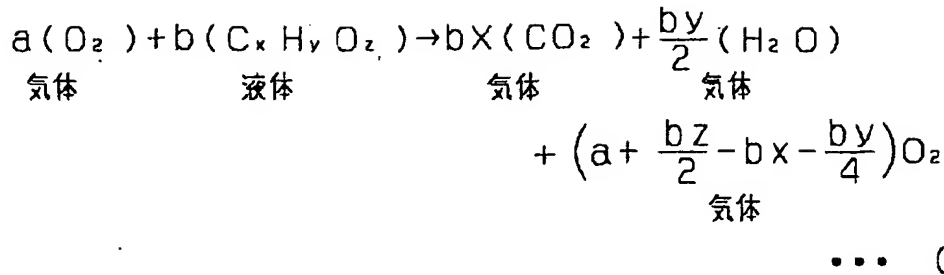 a(O₂)+b(CₓHᵧO_z)→bX(CO₂)+by/2(H₂O)
気体 液体 気体 気体
+(a+bz/2-bx-by/4)O₂
気体
••• (